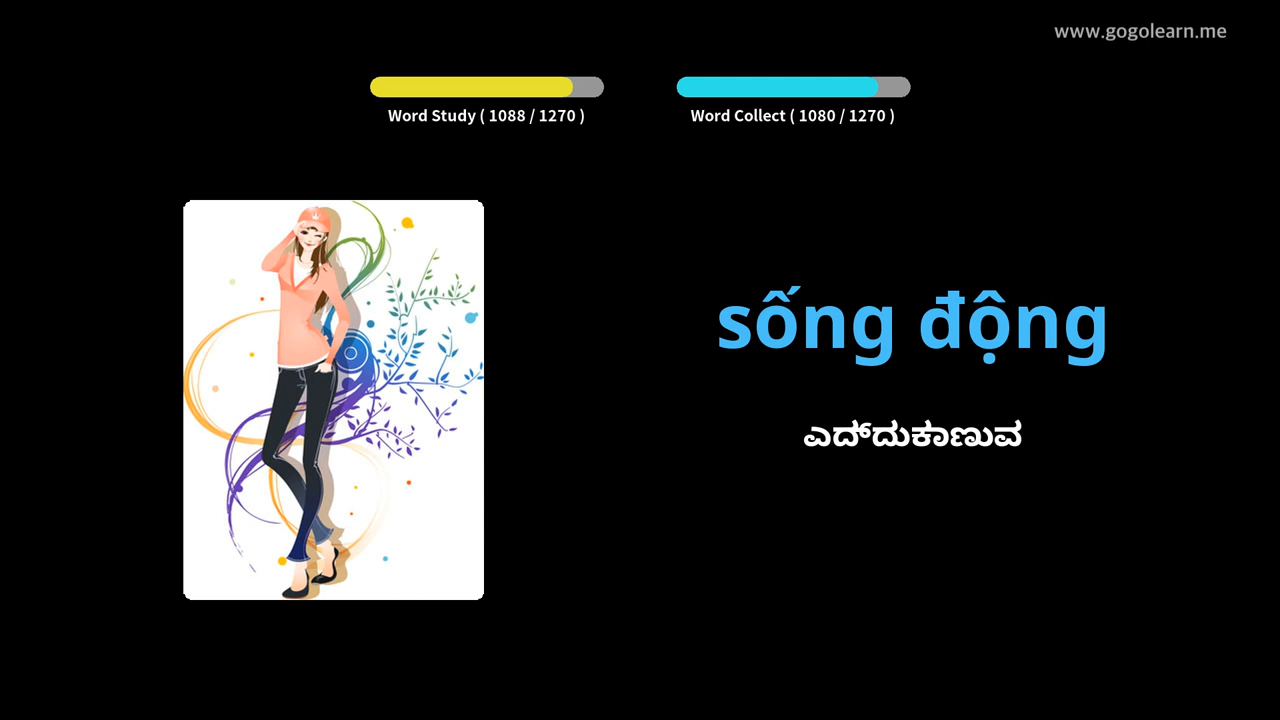 www.gogolearn.me
Word Study ( 1088 / 1270 )
Word Collect ( 1080 / 1270 )
sống động
ಎದ್ದುಕಾಣುವ